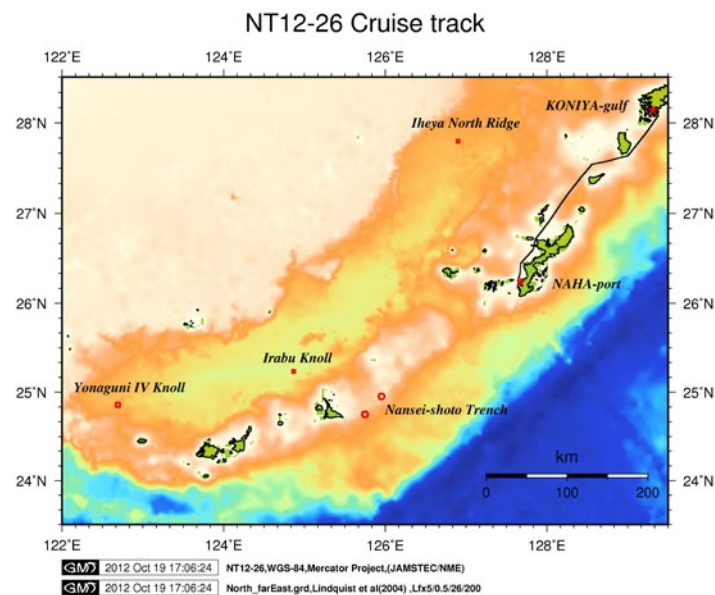 NT12-26 Cruise track
122°E 124°E 126°E 128°E
28°N 28°N
KONIYA-gulf
Iheya North Ridge
27°N 27°N
NAHA-port
26°N 26°N
Irabu Knoll
Yonaguni IV Knoll
25°N 25°N
Nansei-shoto Trench
24°N 24°N
km
0 100 200
122°E 124°E 126°E 128°E
GMD 2012 Oct 19 17:06:24 NT12-26,WGS-84,Mercator Project,(JAMSTEC/NME)
GMD 2012 Oct 19 17:06:24 North_farEast.grd,Lindquist et al(2004) ,Lfx5/0.5/26/200